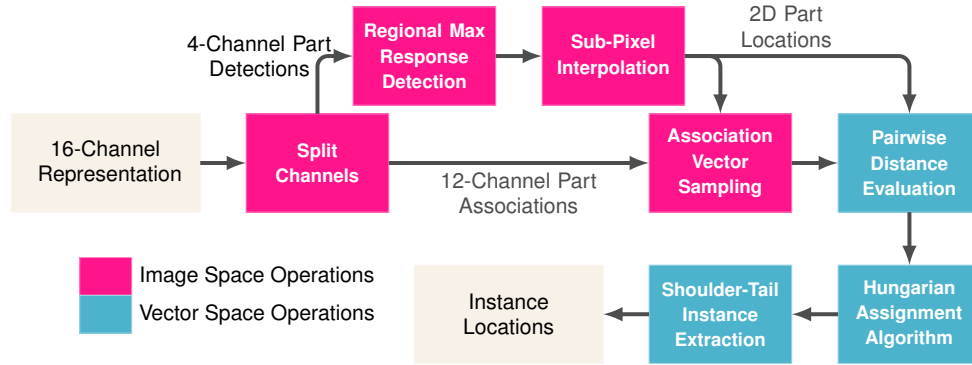 4-Channel Part
Detections
Regional Max
Response
Detection
Sub-Pixel
Interpolation
2D Part
Locations
16-Channel
Representation
Split
Channels
12-Channel Part
Associations
Association
Vector
Sampling
Pairwise
Distance
Evaluation
Image Space Operations
Vector Space Operations
Instance
Locations
Shoulder-Tail
Instance
Extraction
Hungarian
Assignment
Algorithm